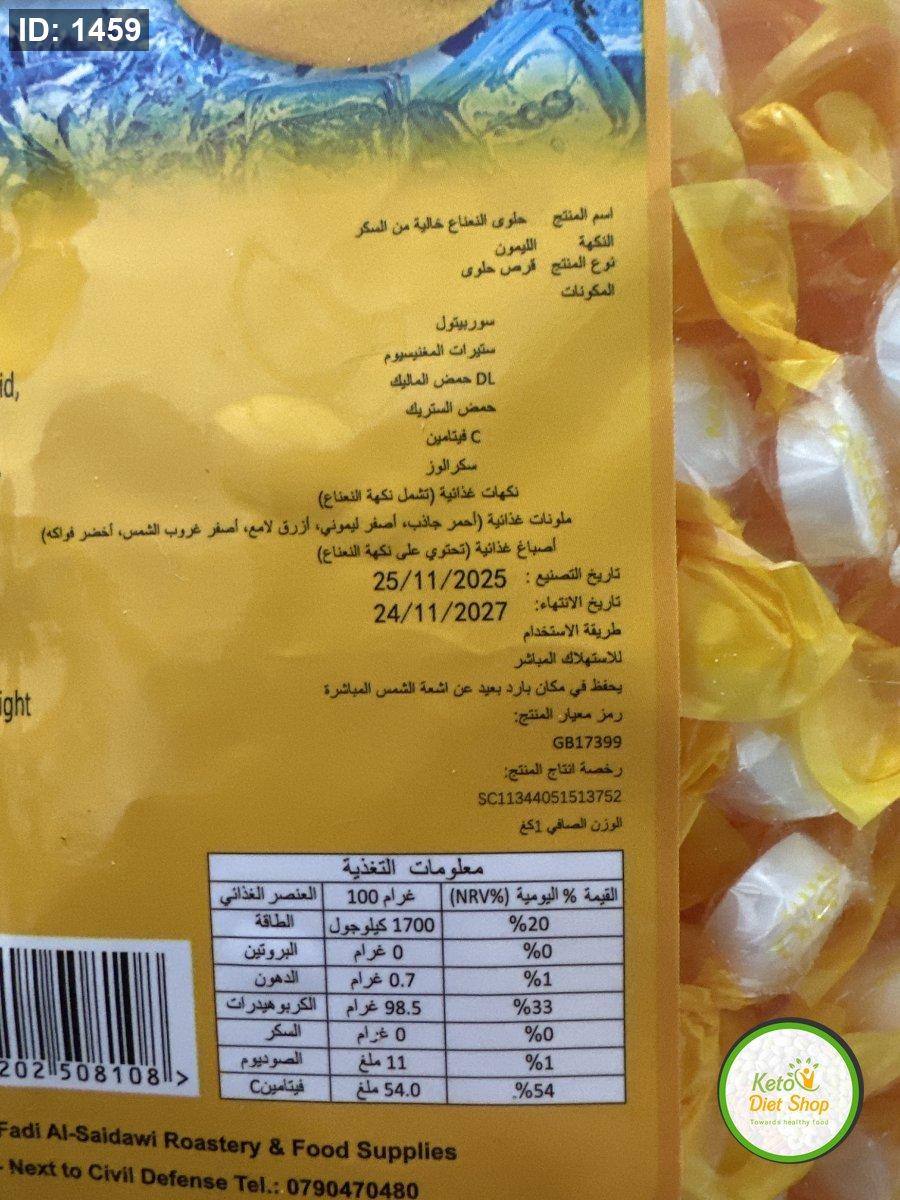 ID: 1459
اسم المنتج حلوى النعناع خالية من السكر
النكهة الليمون
نوع المنتج قرص حلوى
المكونات
سوربيتول
ستيرات المغنيسيوم
DL حمض الماليك
حمض الستريك
C فيتامين
سكرالوز
نكهات غذائية (تشمل نكهة النعناع)
ملونات غذائية (أحمر جذاب، أصفر ليموني، أزرق لامع، أصفر غروب الشمس، أخضر فواكه)
أصباغ غذائية (تحتوي على نكهة النعناع)
تاريخ التصنيع : 25/11/2025
تاريخ الانتهاء: 24/11/2027
طريقة الاستخدام
للاستهلاك المباشر
يحفظ في مكان بارد بعيد عن اشعة الشمس المباشرة
رمز معيار المنتج:
GB17399
رخصة انتاج المنتج:
SC11344051513752
الوزن الصافي 1كغ
id,
ight
معلومات التغذية
القيمة % اليومية (NRV%) غرام 100 العنصر الغذائي
%20 1700 كيلوجول الطاقة
%0 0 غرام البروتين
%1 0.7 غرام الدهون
%33 98.5 غرام الكربوهيدرات
%0 0 غرام السكر
%1 11 ملغ الصوديوم
%54 54.0 ملغ فيتامينC
202508108 >
Fadi Al-Saidawi Roastery & Food Supplies
- Next to Civil Defense Tel.: 0790470480
Keto
Diet Shop
Towards healthy food